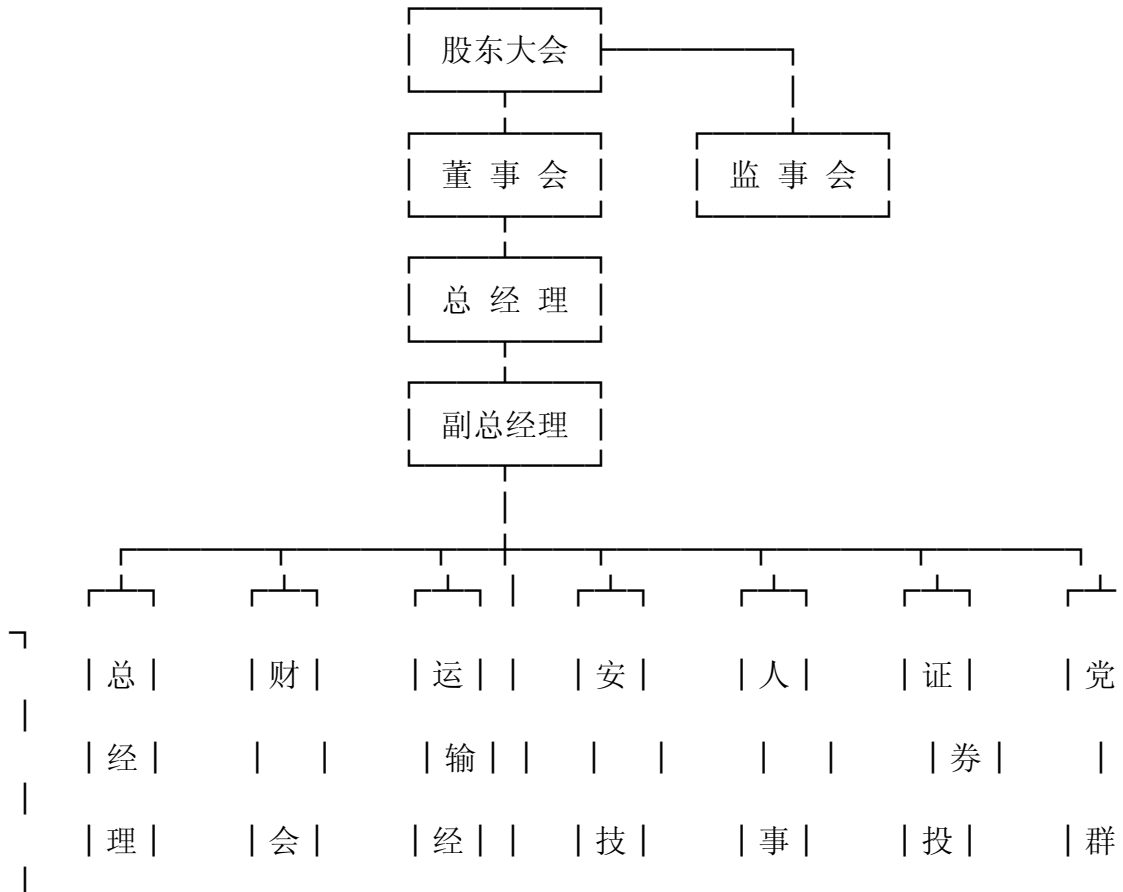 股东大会
董 事 会 监 事 会
总 经 理
副总经理
总 财 运 安 人 证 党
经 输 券
理 会 经 技 事 投 群